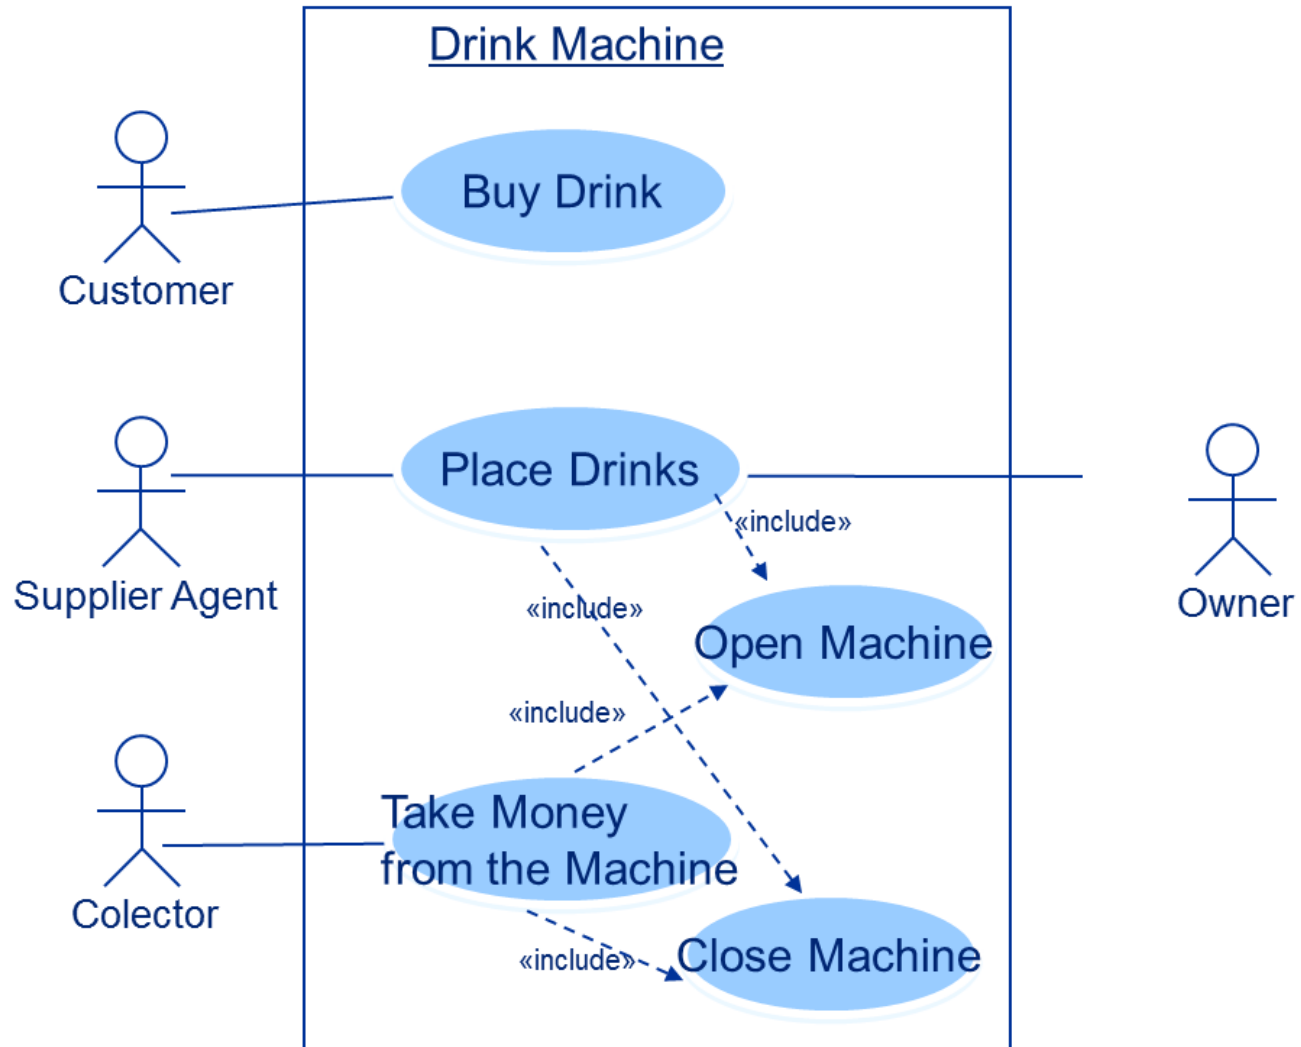 Drink Machine
Buy Drink
Customer
Place Drinks
«include»
Supplier Agent
«include»
Owner
Open Machine
«include»
Take Money
from the Machine
Colector
«include»
Close Machine